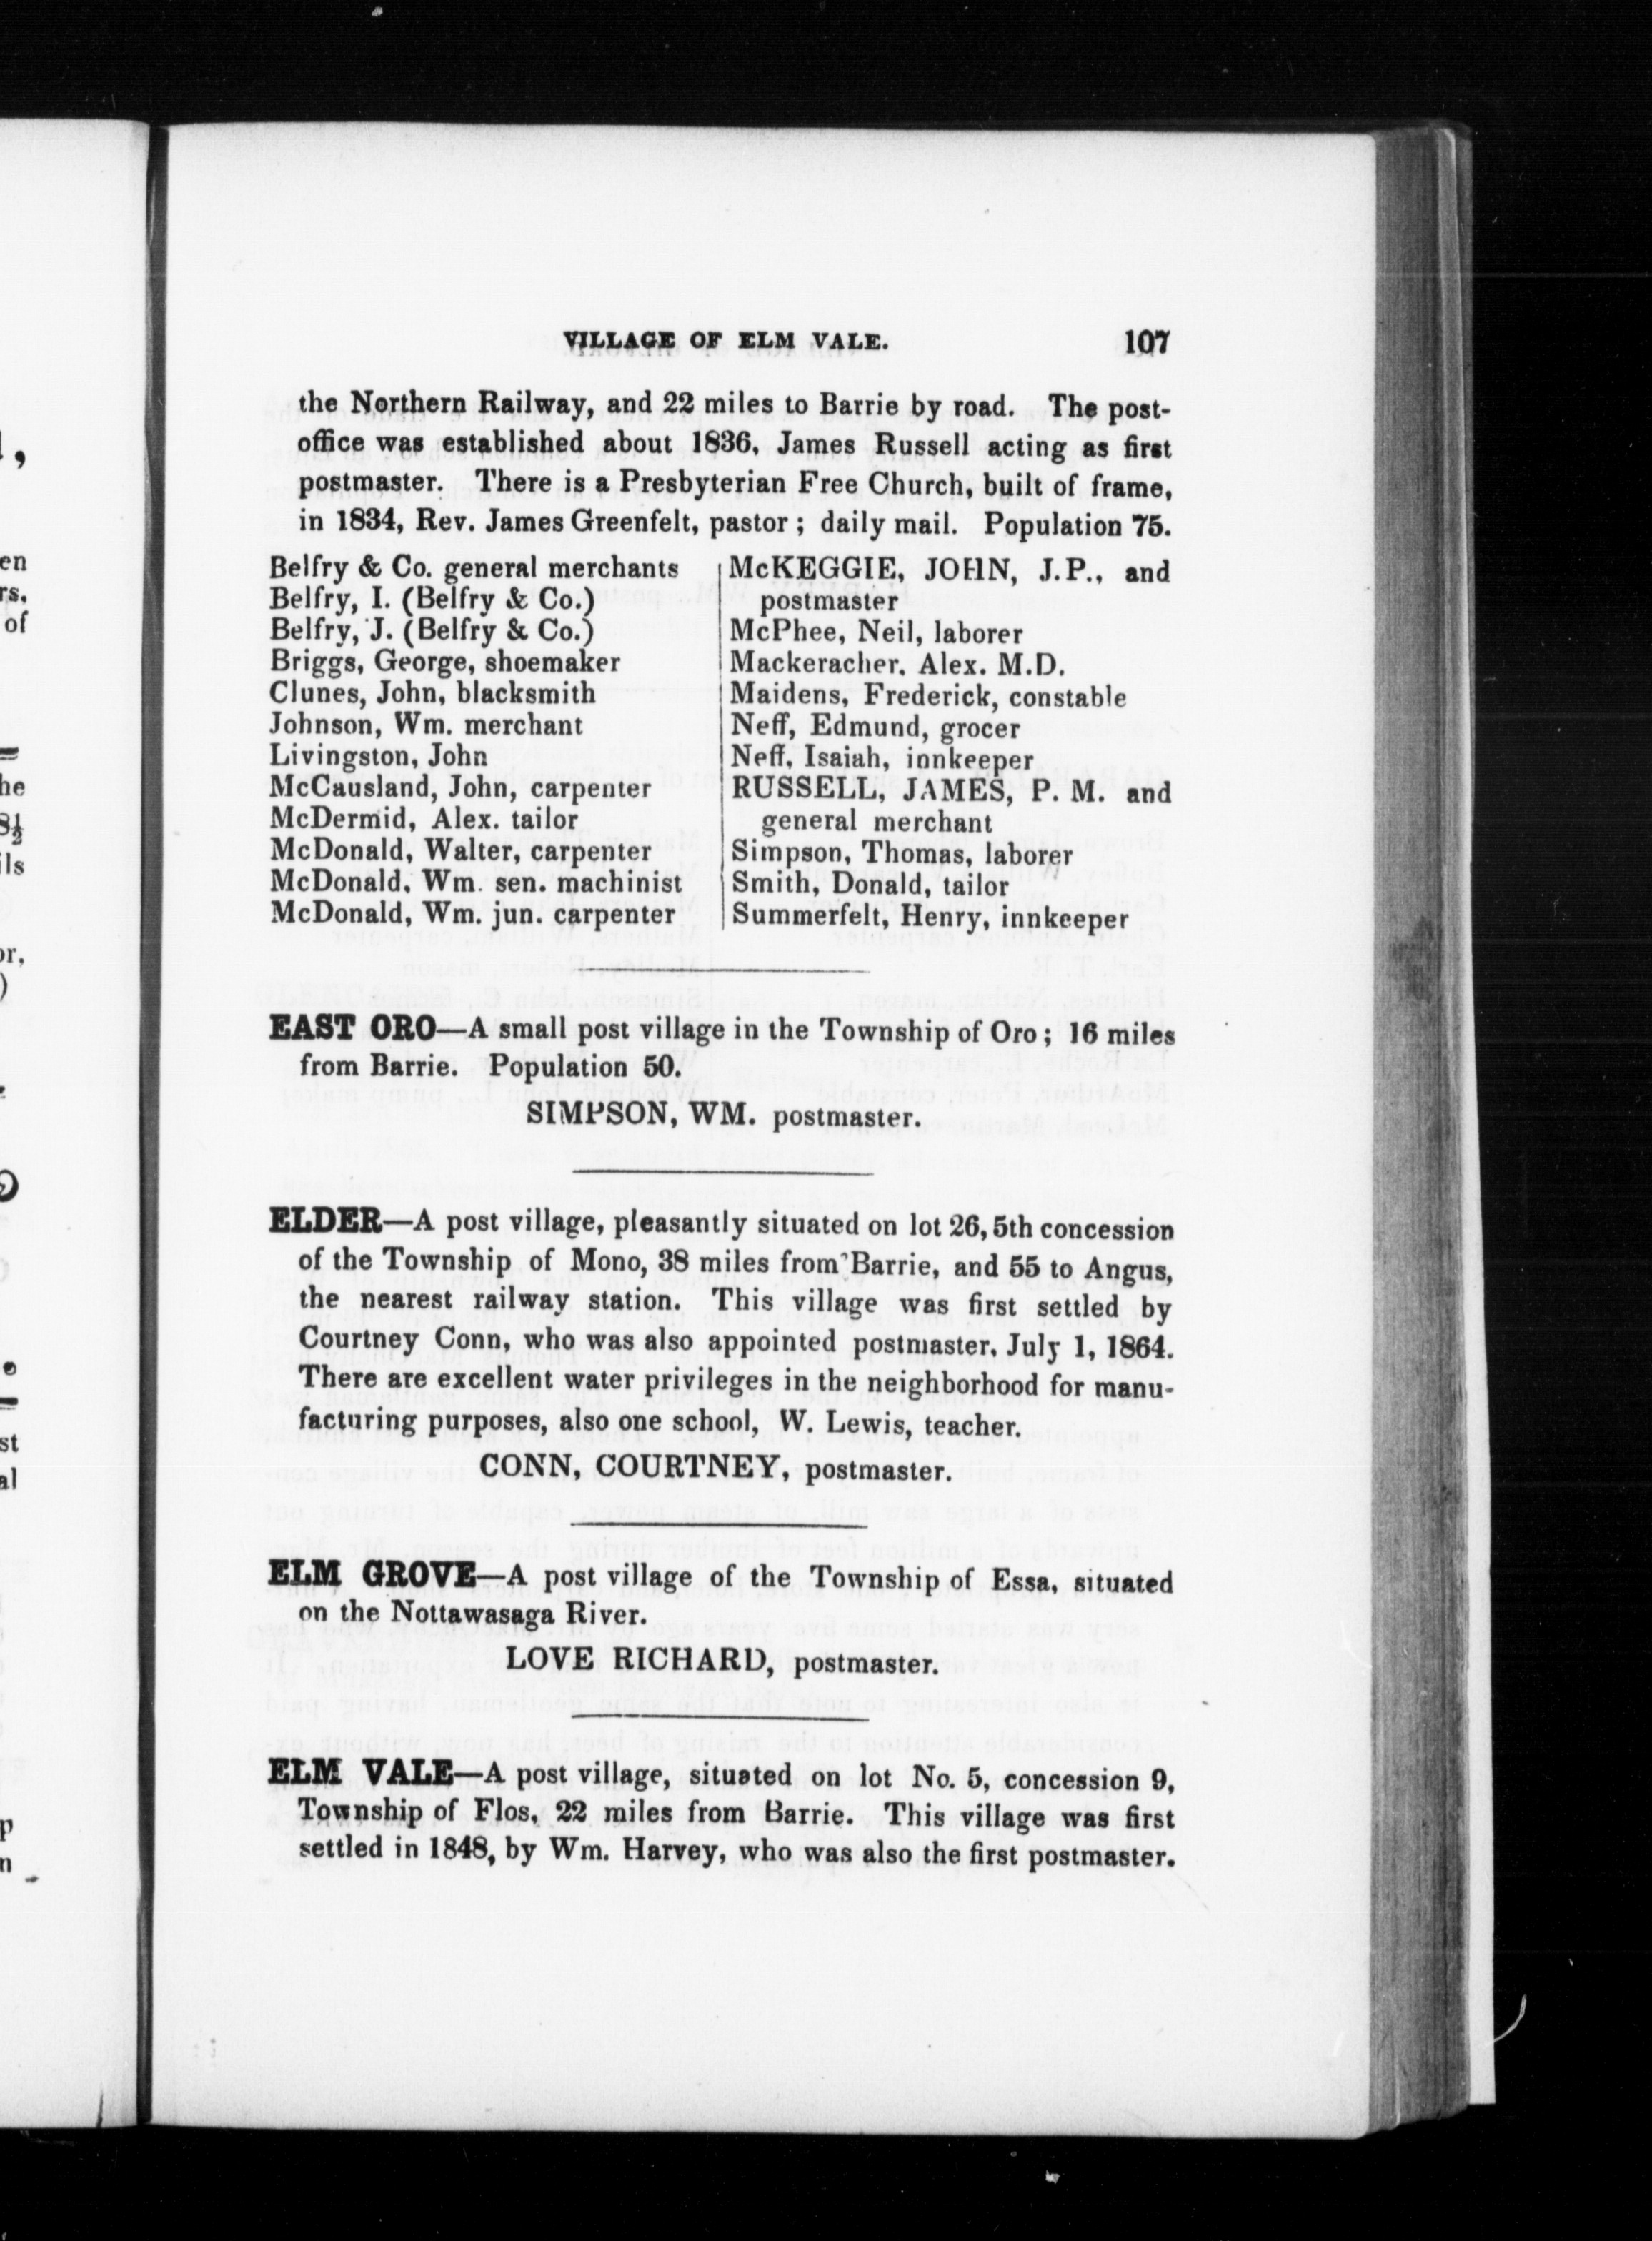 VILLAGE OF ELM VALE. 107
the Northern Railway, and 22 miles to Barrie by road. The post-
office was established about 1836, James Russell acting as first
postmaster. There is a Presbyterian Free Church, built of frame,
in 1834, Rev. James Greenfelt, pastor; daily mail. Population 75.
Belfry & Co. general merchants
Belfry, I. (Belfry & Co.)
Belfry, J. (Belfry & Co.)
Briggs, George, shoemaker
Clunes, John, blacksmith
Johnson, Wm. merchant
Livingston, John
McCausland, John, carpenter
McDermid, Alex. tailor
McDonald, Walter, carpenter
McDonald, Wm. sen. machinist
McDonald, Wm. jun. carpenter
McKEGGIE, JOHN, J.P., and
postmaster
McPhee, Neil, laborer
Mackeracher, Alex. M.D.
Maidens, Frederick, constable
Neff, Edmund, grocer
Neff, Isaiah, innkeeper
RUSSELL, JAMES, P. M. and
general merchant
Simpson, Thomas, laborer
Smith, Donald, tailor
Summerfelt, Henry, innkeeper
EAST ORO—A small post village in the Township of Oro; 16 miles
from Barrie. Population 50.
SIMPSON, WM. postmaster.
ELDER—A post village, pleasantly situated on lot 26, 5th concession
of the Township of Mono, 38 miles from Barrie, and 55 to Angus,
the nearest railway station. This village was first settled by
Courtney Conn, who was also appointed postmaster, July 1, 1864.
There are excellent water privileges in the neighborhood for manu-
facturing purposes, also one school, W. Lewis, teacher.
CONN, COURTNEY, postmaster.
ELM GROVE—A post village of the Township of Essa, situated
on the Nottawasaga River.
LOVE RICHARD, postmaster.
ELM VALE—A post village, situated on lot No. 5, concession 9,
Township of Flos, 22 miles from Barrie. This village was first
settled in 1848, by Wm. Harvey, who was also the first postmaster.